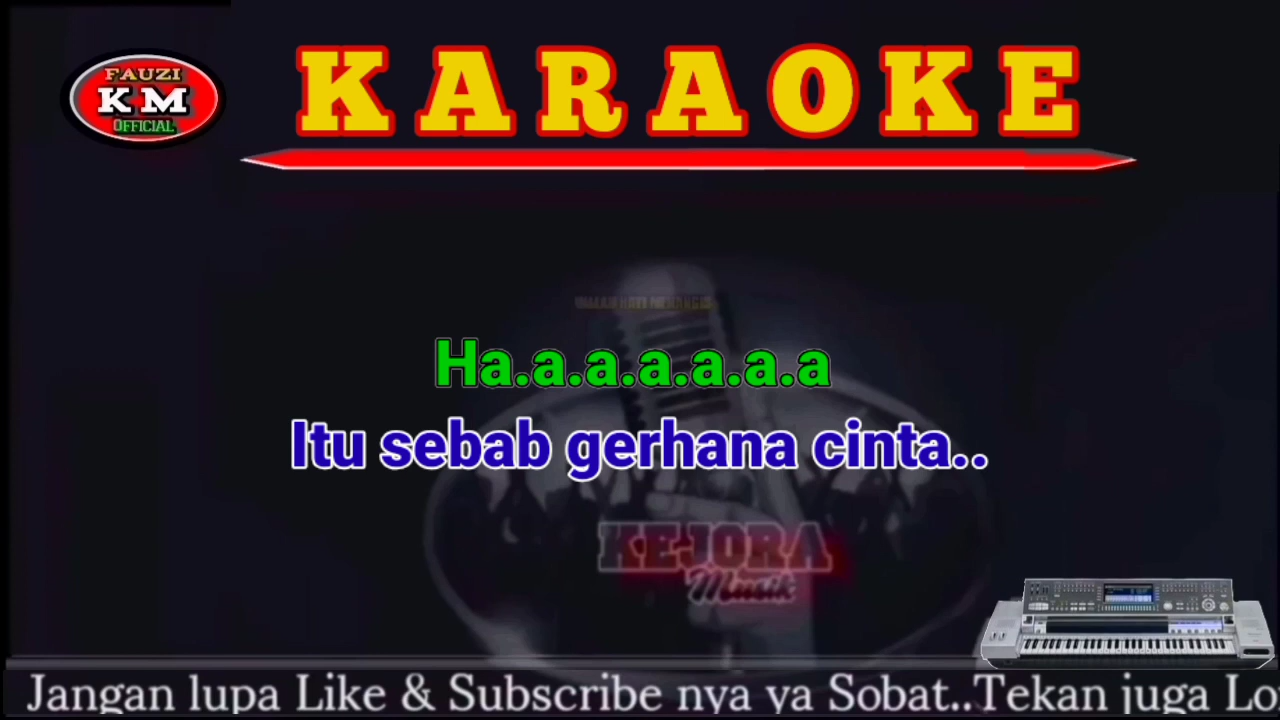 FAUZI
KM
OFFICIAL
KARAOKE
Ha.a.a.a.a.a.a
Itu sebab gerhana cinta..
KEJORA
Musik
Jangan lupa Like & Subscribe nya ya Sobat..Tekan juga Lo